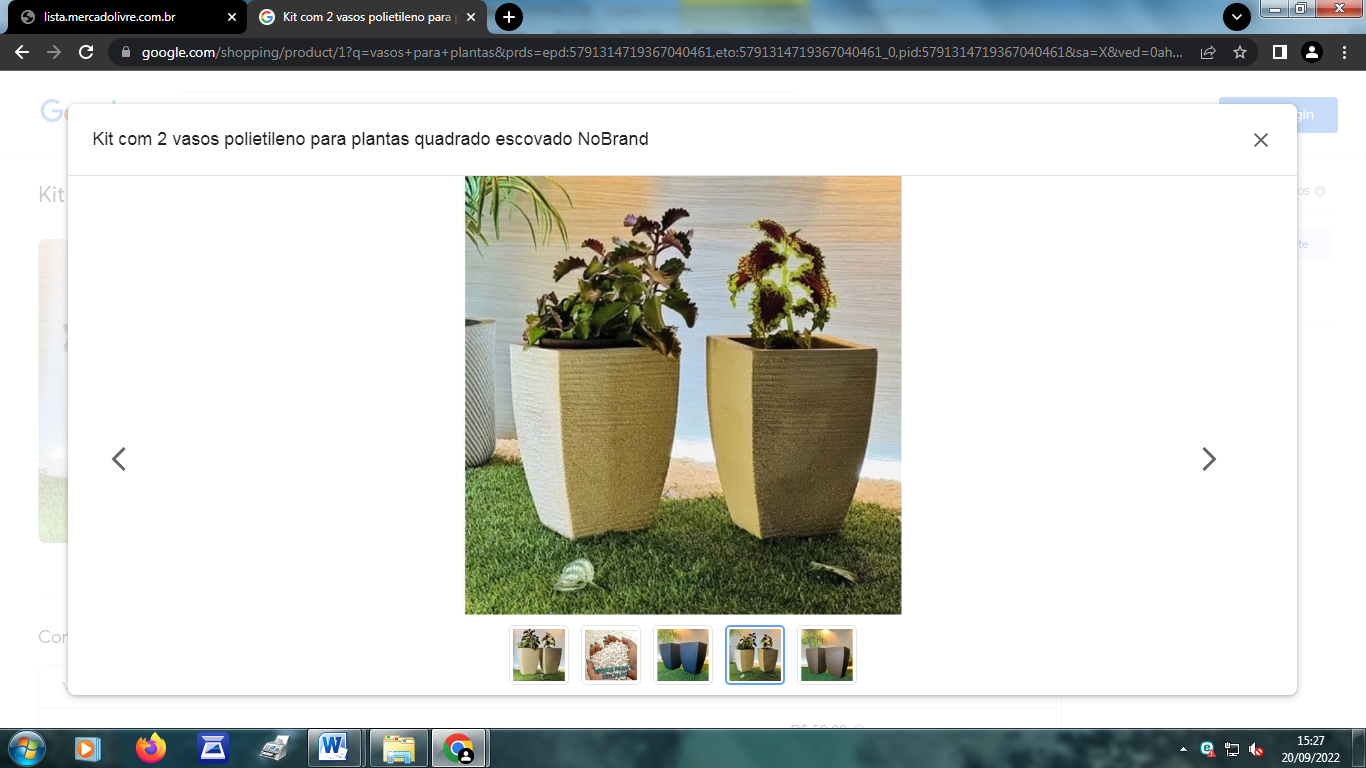 lista.mercadolivre.com.br
Kit com 2 vasos polietileno para
google.com/shopping/product/1?q=vasos+para+plantas&prds=epd:5791314719367040461,eto:5791314719367040461_0,pid:5791314719367040461&sa=X&ved=0ah...
Kit com 2 vasos polietileno para plantas quadrado escovado NoBrand
Kit
15:27
20/09/2022